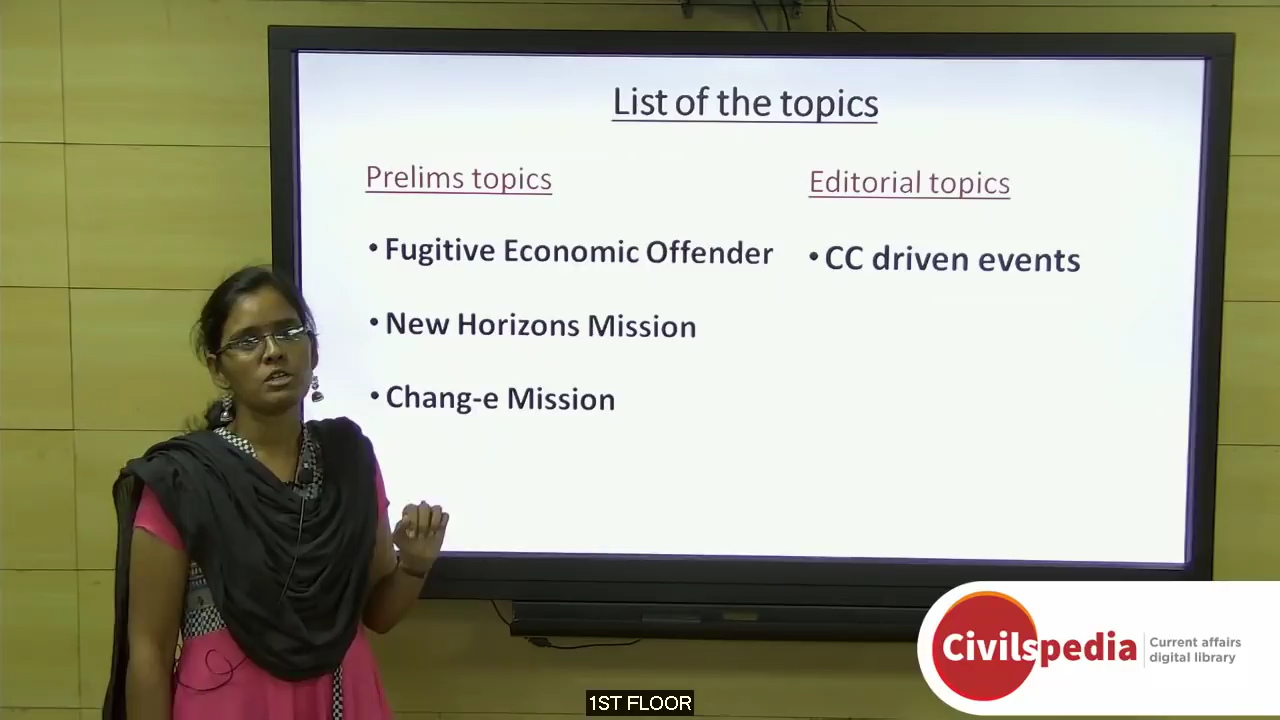 List of the topics
Prelims topics
• Fugitive Economic Offender
• New Horizons Mission
• Chang-e Mission
Editorial topics
• CC driven events
Civilspedia
Current affairs
digital library
1ST FLOOR